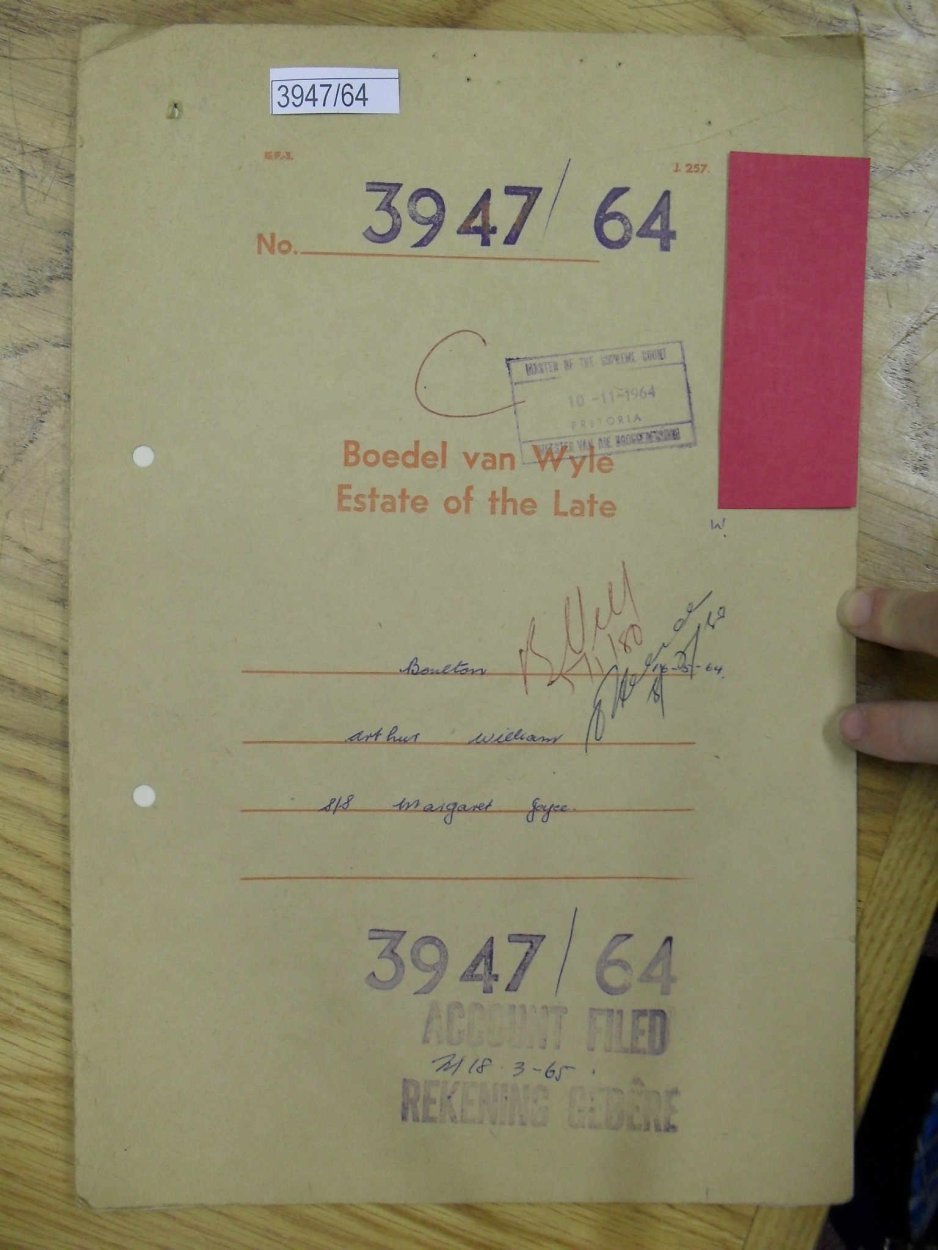 3947/64
J. 257.
No. 3947/64
C
MASTER OF THE SUPREME COURT
10 -11-1964
PRETORIA
MEESTER VAN DIE HOOGGEREGSHOF
Boedel van Wyle
Estate of the Late
W.
Boulton
Arthur William
s/s Margaret Joyce.
3947/64
ACCOUNT FILED
18-3-65
REKENING GEDÊRE